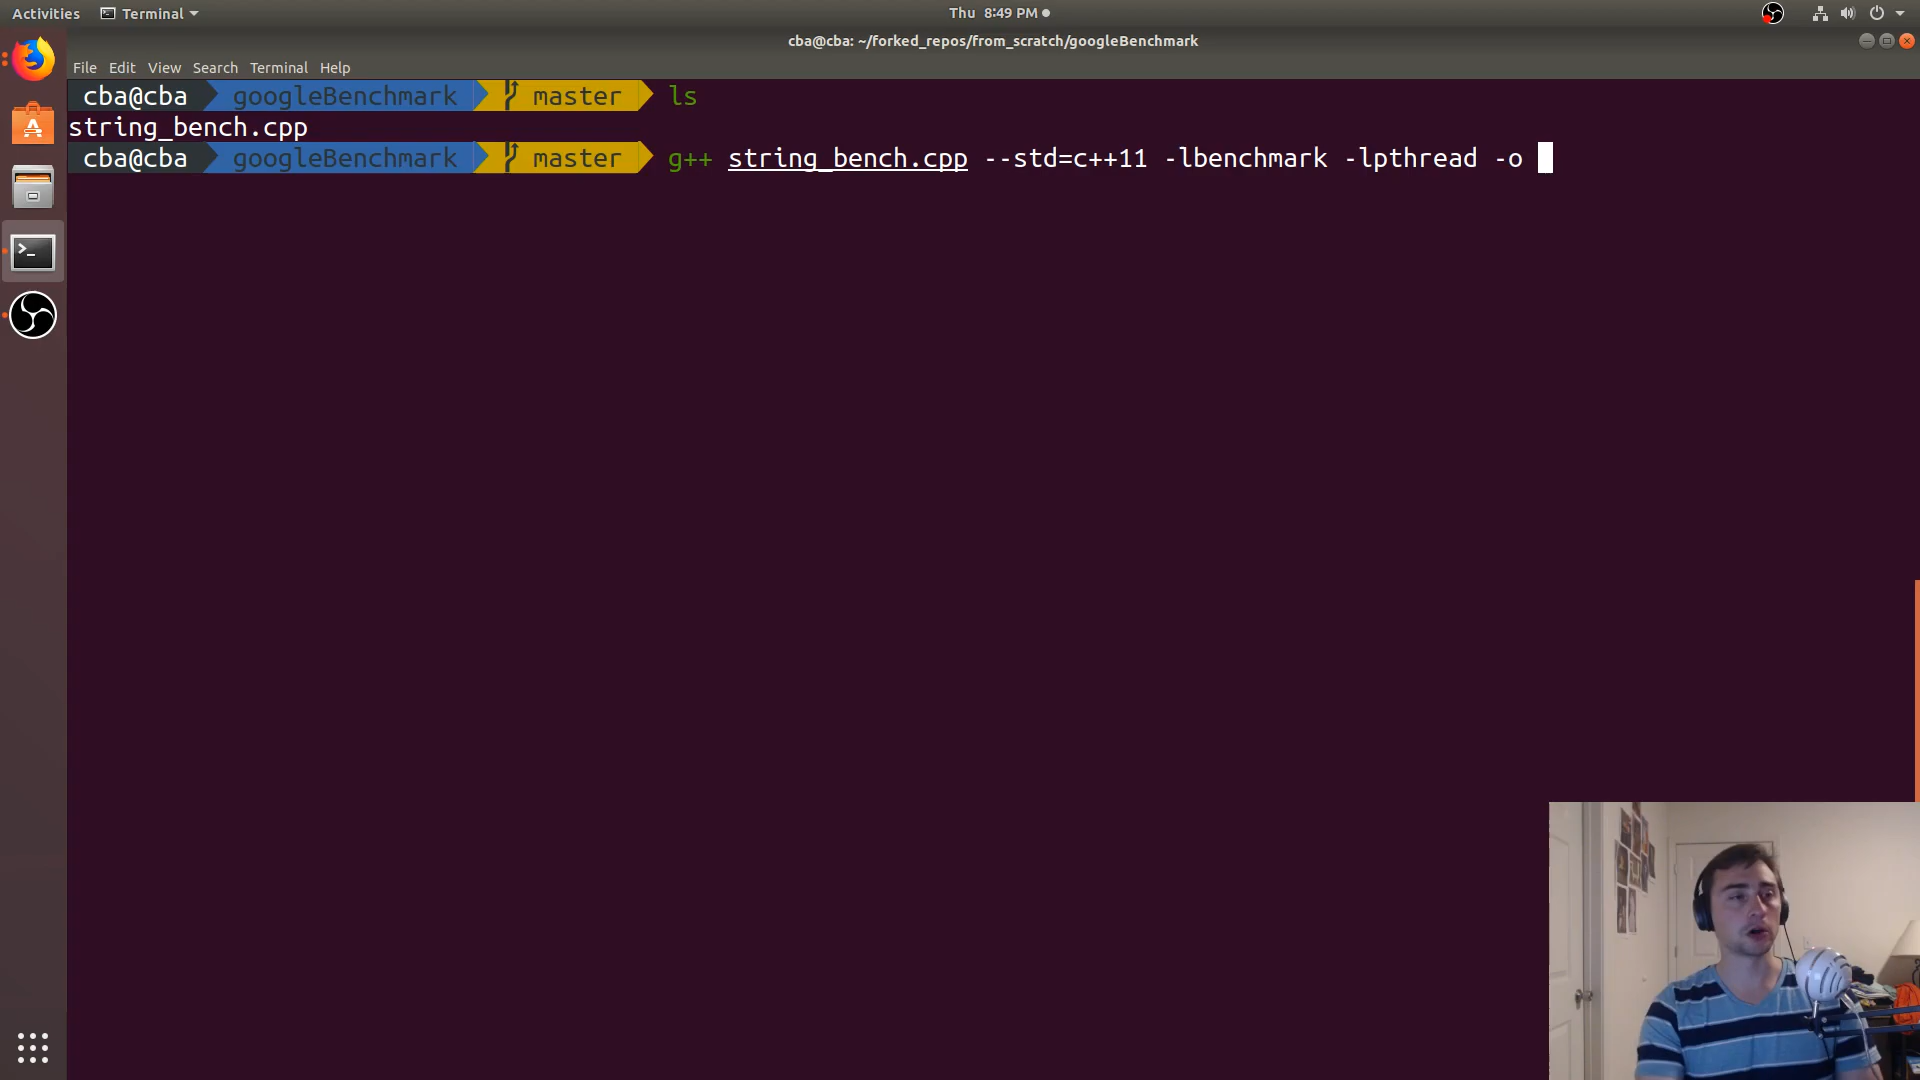 Activities Terminal Thu 8:49 PM
cba@cba: ~/forked_repos/from_scratch/googleBenchmark
File Edit View Search Terminal Help
cba@cba googleBenchmark master ls
string_bench.cpp
cba@cba googleBenchmark master g++ string_bench.cpp --std=c++11 -lbenchmark -lpthread -o